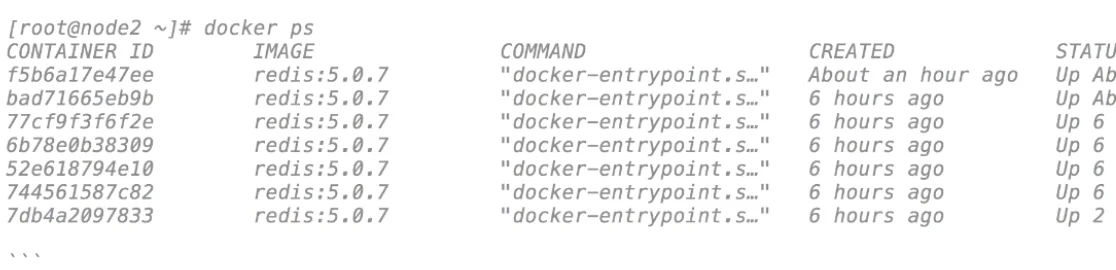 [root@node2 ~]# docker ps
CONTAINER ID        IMAGE               COMMAND                  CREATED             STATU
f5b6a17e47ee        redis:5.0.7         "docker-entrypoint.s…"   About an hour ago   Up Ab
bad71665eb9b        redis:5.0.7         "docker-entrypoint.s…"   6 hours ago         Up Ab
77cf9f3f6f2e        redis:5.0.7         "docker-entrypoint.s…"   6 hours ago         Up 6
6b78e0b38309        redis:5.0.7         "docker-entrypoint.s…"   6 hours ago         Up 6
52e618794e10        redis:5.0.7         "docker-entrypoint.s…"   6 hours ago         Up 6
744561587c82        redis:5.0.7         "docker-entrypoint.s…"   6 hours ago         Up 6
7db4a2097833        redis:5.0.7         "docker-entrypoint.s…"   6 hours ago         Up 2
```